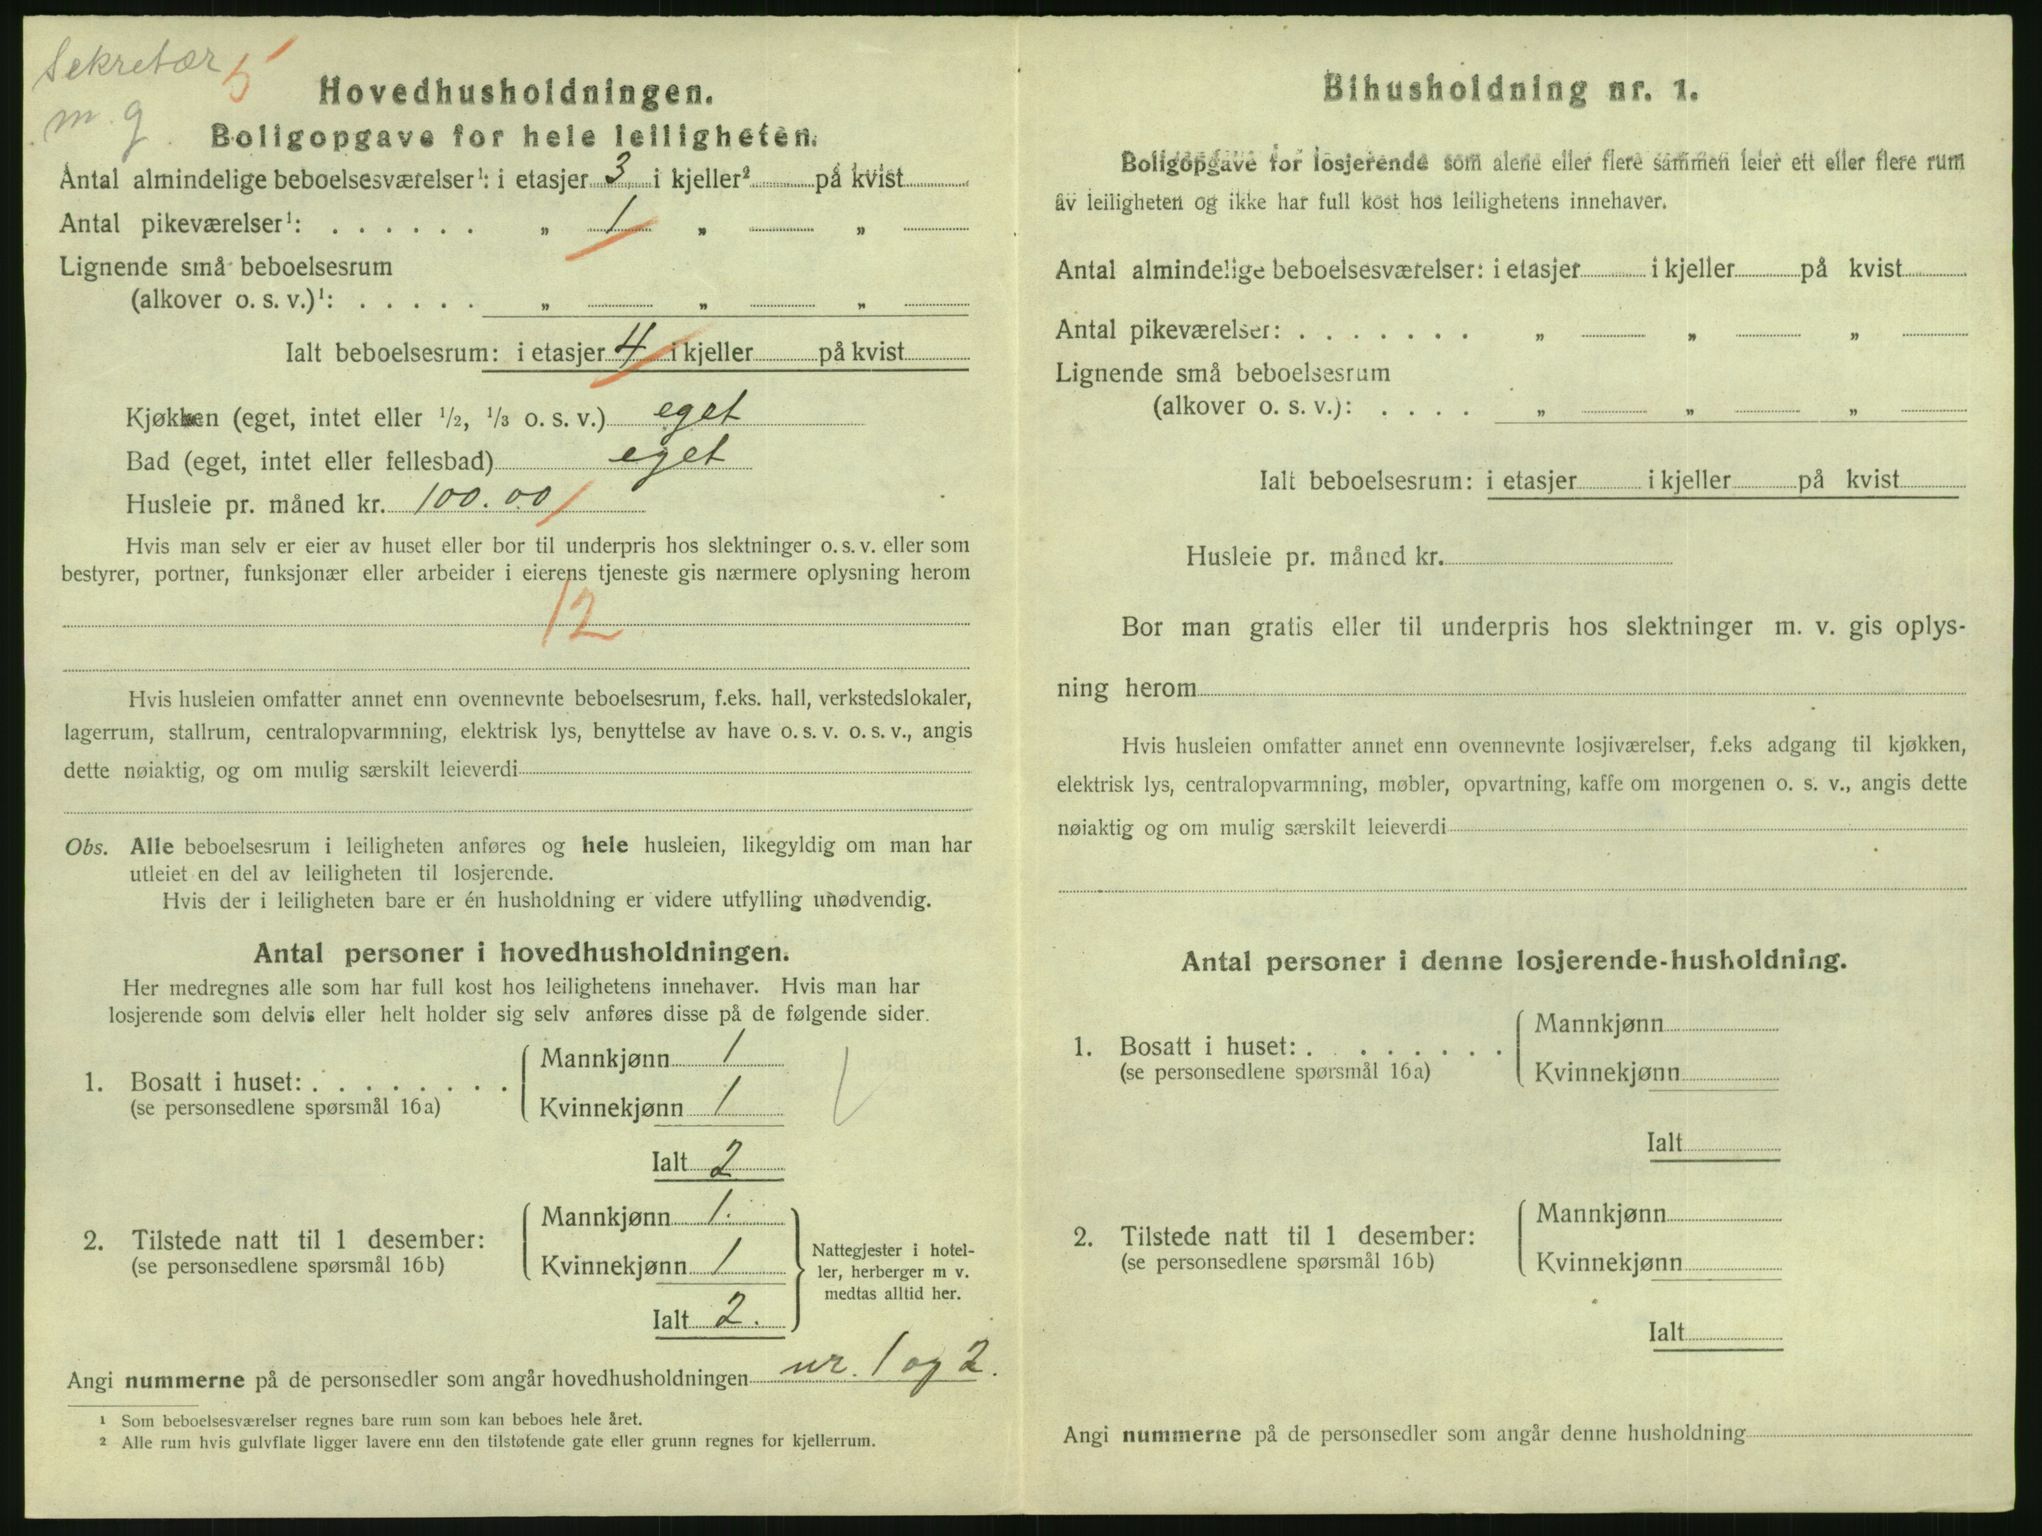 Sekretær 5
m. g
Hovedhusholdningen.
Boligopgave for hele leiligheten.
Antal almindelige beboelsesværelser¹: i etasjer 3 i kjeller² på kvist
Antal pikeværelser¹: . . . . . . „ 1 „ „
Lignende små beboelsesrum
(alkover o. s. v.)¹: . . . . . „ „ „
Ialt beboelsesrum: i etasjer 4 i kjeller på kvist
Kjøkken (eget, intet eller 1/2, 1/3 o. s. v.) eget
Bad (eget, intet eller fellesbad) eget
Husleie pr. måned kr. 100.00
Hvis man selv er eier av huset eller bor til underpris hos slektninger o. s. v. eller som
bestyrer, portner, funksjonær eller arbeider i eierens tjeneste gis nærmere oplysning herom
12
Hvis husleien omfatter annet enn ovennevnte beboelsesrum, f.eks. hall, verkstedslokaler,
lagerrum, stallrum, centralopvarmning, elektrisk lys, benyttelse av have o. s. v. o. s. v., angis
dette nøiaktig, og om mulig særskilt leieverdi
Obs. Alle beboelsesrum i leiligheten anføres og hele husleien, likegyldig om man har
utleiet en del av leiligheten til losjerende.
Hvis der i leiligheten bare er én husholdning er videre utfylling unødvendig.
Antal personer i hovedhusholdningen.
Her medregnes alle som har full kost hos leilighetens innehaver. Hvis man har
losjerende som delvis eller helt holder sig selv anføres disse på de følgende sider.
Mannkjønn 1
1. Bosatt i huset: . . . . . . . .
(se personsedlene spørsmål 16a)
Kvinnekjønn 1
Ialt 2
Mannkjønn 1.
2. Tilstede natt til 1 desember:
(se personsedlene spørsmål 16b)
Kvinnekjønn 1
Ialt 2.
Nattegjester i hotel-
ler, herberger m v.
medtas alltid her.
Angi nummerne på de personsedler som angår hovedhusholdningen nr. 1 og 2.
¹ Som beboelsesværelser regnes bare rum som kan beboes hele året.
² Alle rum hvis gulvflate ligger lavere enn den tilstøtende gate eller grunn regnes for kjellerrum.
Bihusholdning nr. 1.
Boligopgave for losjerende som alene eller flere sammen leier ett eller flere rum
av leiligheten og ikke har full kost hos leilighetens innehaver.
Antal almindelige beboelsesværelser: i etasjer i kjeller på kvist
Antal pikeværelser: . . . . . . . „ „ „
Lignende små beboelsesrum
(alkover o. s. v.): . . . . „ „ „
Ialt beboelsesrum: i etasjer i kjeller på kvist
Husleie pr. måned kr.
Bor man gratis eller til underpris hos slektninger m. v. gis oplys-
ning herom
Hvis husleien omfatter annet enn ovennevnte losjiværelser, f.eks adgang til kjøkken,
elektrisk lys, centralopvarmning, møbler, opvartning, kaffe om morgenen o. s. v., angis dette
nøiaktig og om mulig særskilt leieverdi
Antal personer i denne losjerende-husholdning.
Mannkjønn
1. Bosatt i huset: . . . . . . .
(se personsedlene spørsmål 16a)
Kvinnekjønn
Ialt
Mannkjønn
2. Tilstede natt til 1 desember:
(se personsedlene spørsmål 16b)
Kvinnekjønn
Ialt
Angi nummerne på de personsedler som angår denne husholdning